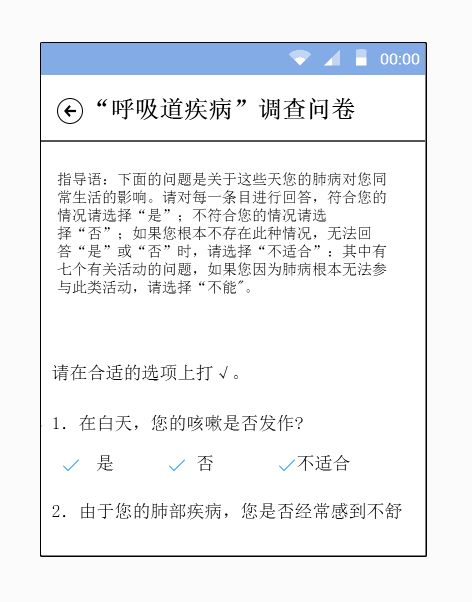 00:00
“呼吸道疾病”调查问卷
指导语：下面的问题是关于这些天您的肺病对您同
常生活的影响。请对每一条目进行回答，符合您的
情况请选择“是”；不符合您的情况请选
择“否”；如果您根本不存在此种情况，无法回
答“是”或“否”时，请选择“不适合”：其中有
七个有关活动的问题，如果您因为肺病根本无法参
与此类活动，请选择“不能"。
请在合适的选项上打√。
1. 在白天，您的咳嗽是否发作?
是 否 不适合
2. 由于您的肺部疾病，您是否经常感到不舒